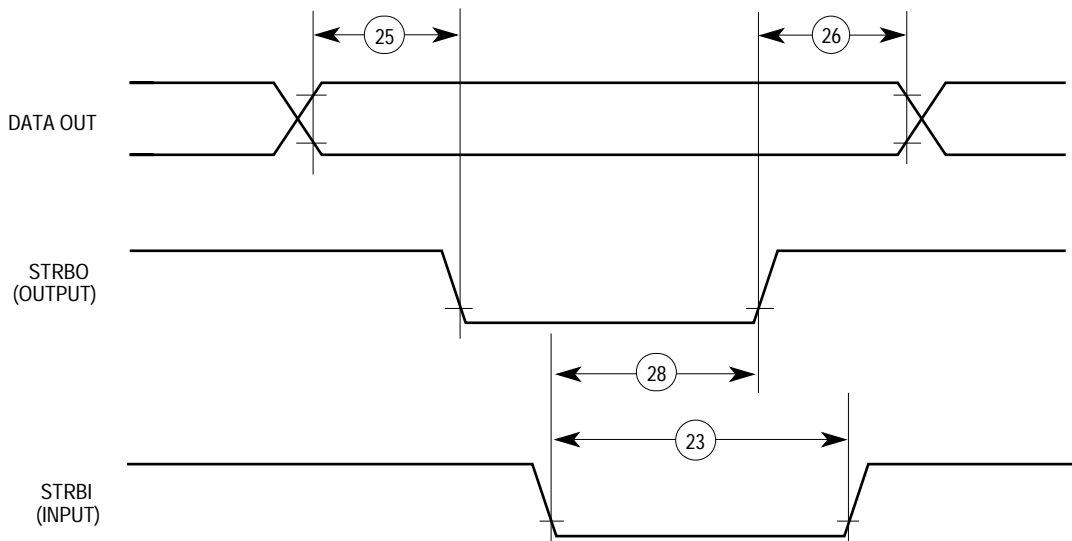 25
26
DATA OUT
STRBO
(OUTPUT)
28
23
STRBI
(INPUT)